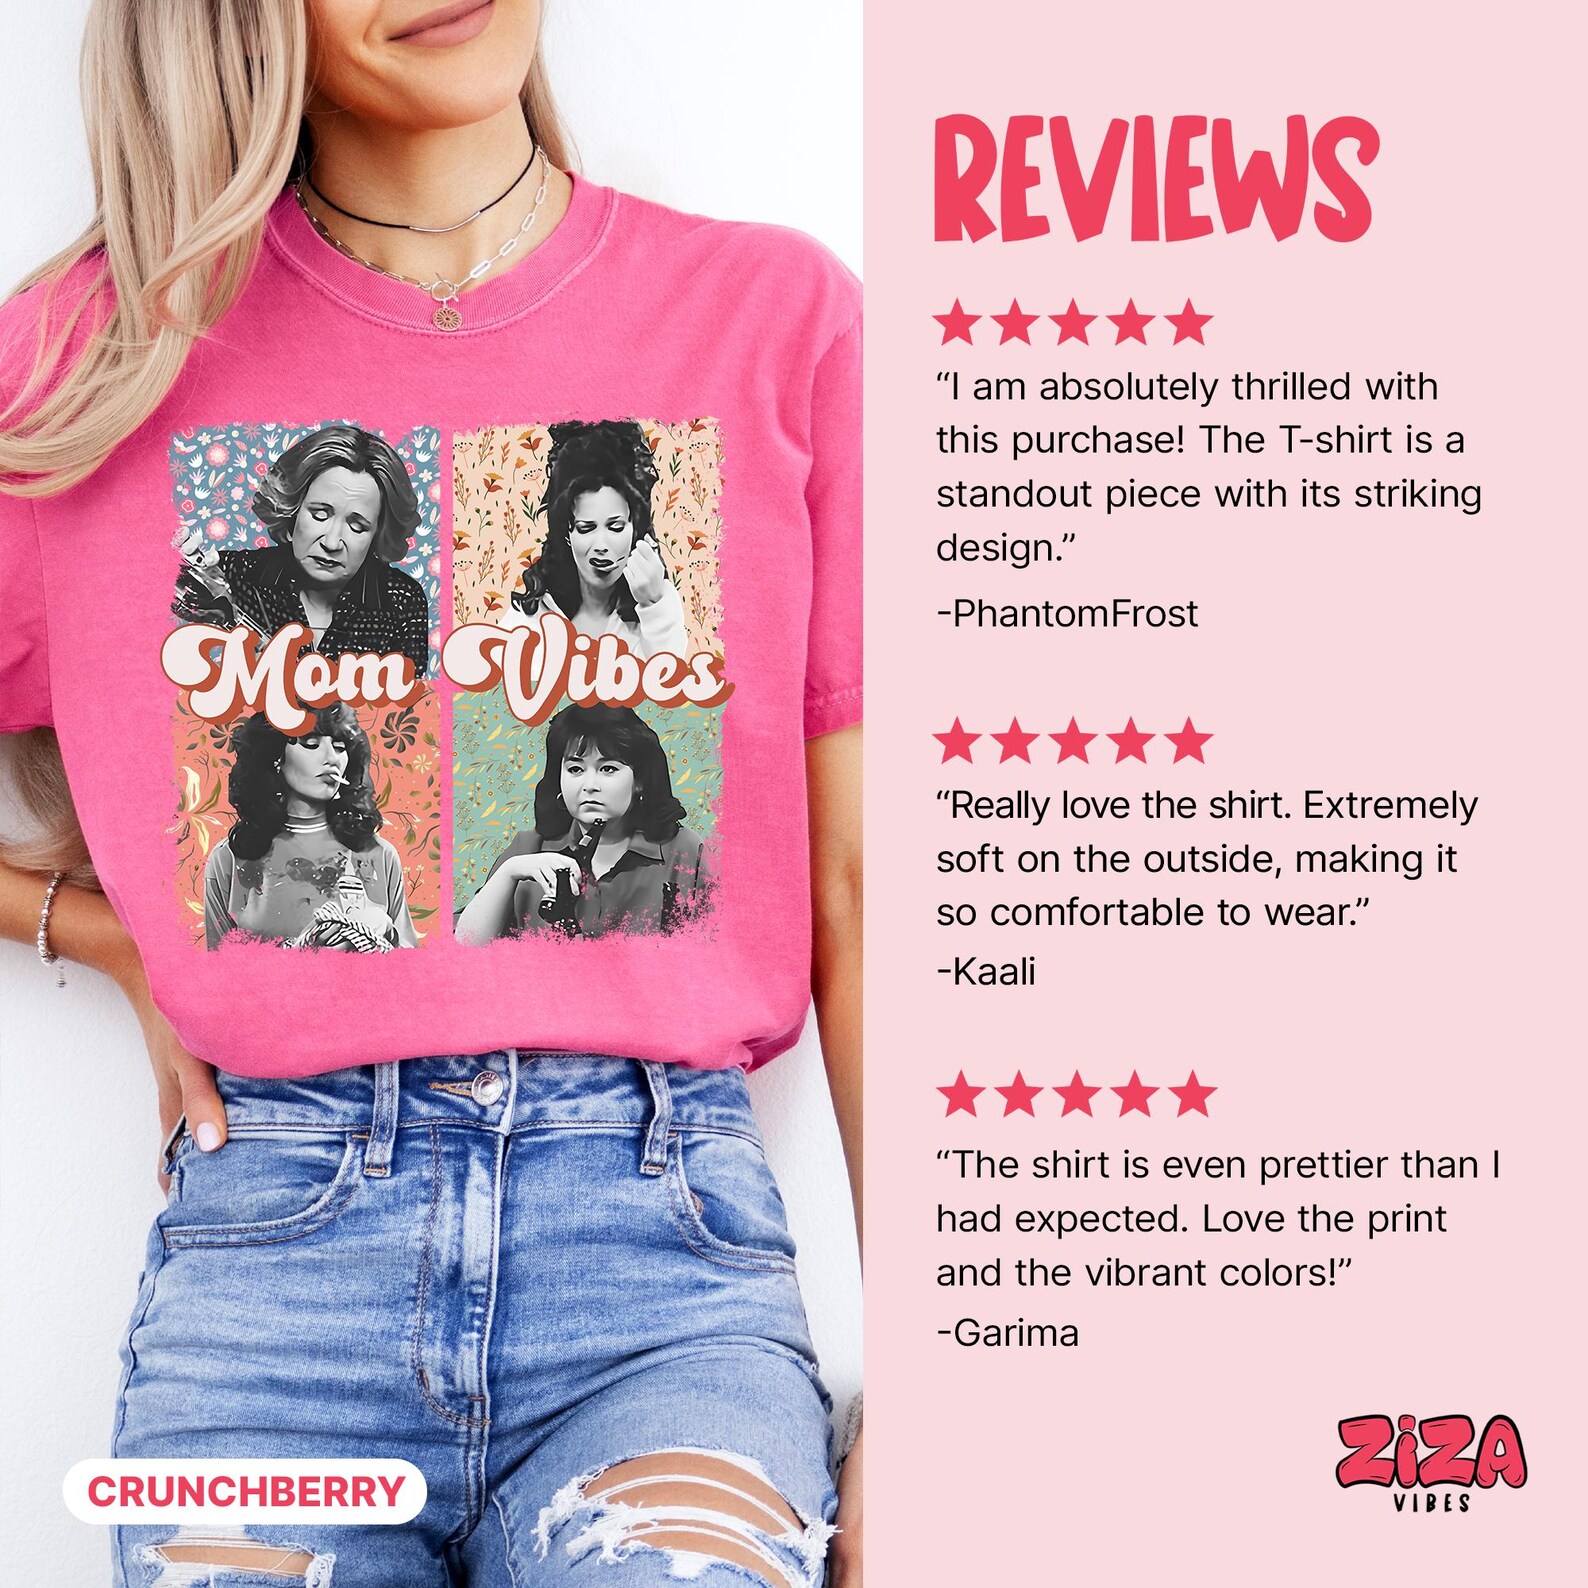 Mom Vibes
CRUNCHBERRY
REVIEWS
“I am absolutely thrilled with
this purchase! The T-shirt is a
standout piece with its striking
design.”
-PhantomFrost
“Really love the shirt. Extremely
soft on the outside, making it
so comfortable to wear.”
-Kaali
“The shirt is even prettier than I
had expected. Love the print
and the vibrant colors!”
-Garima
ZiZA
VIBES